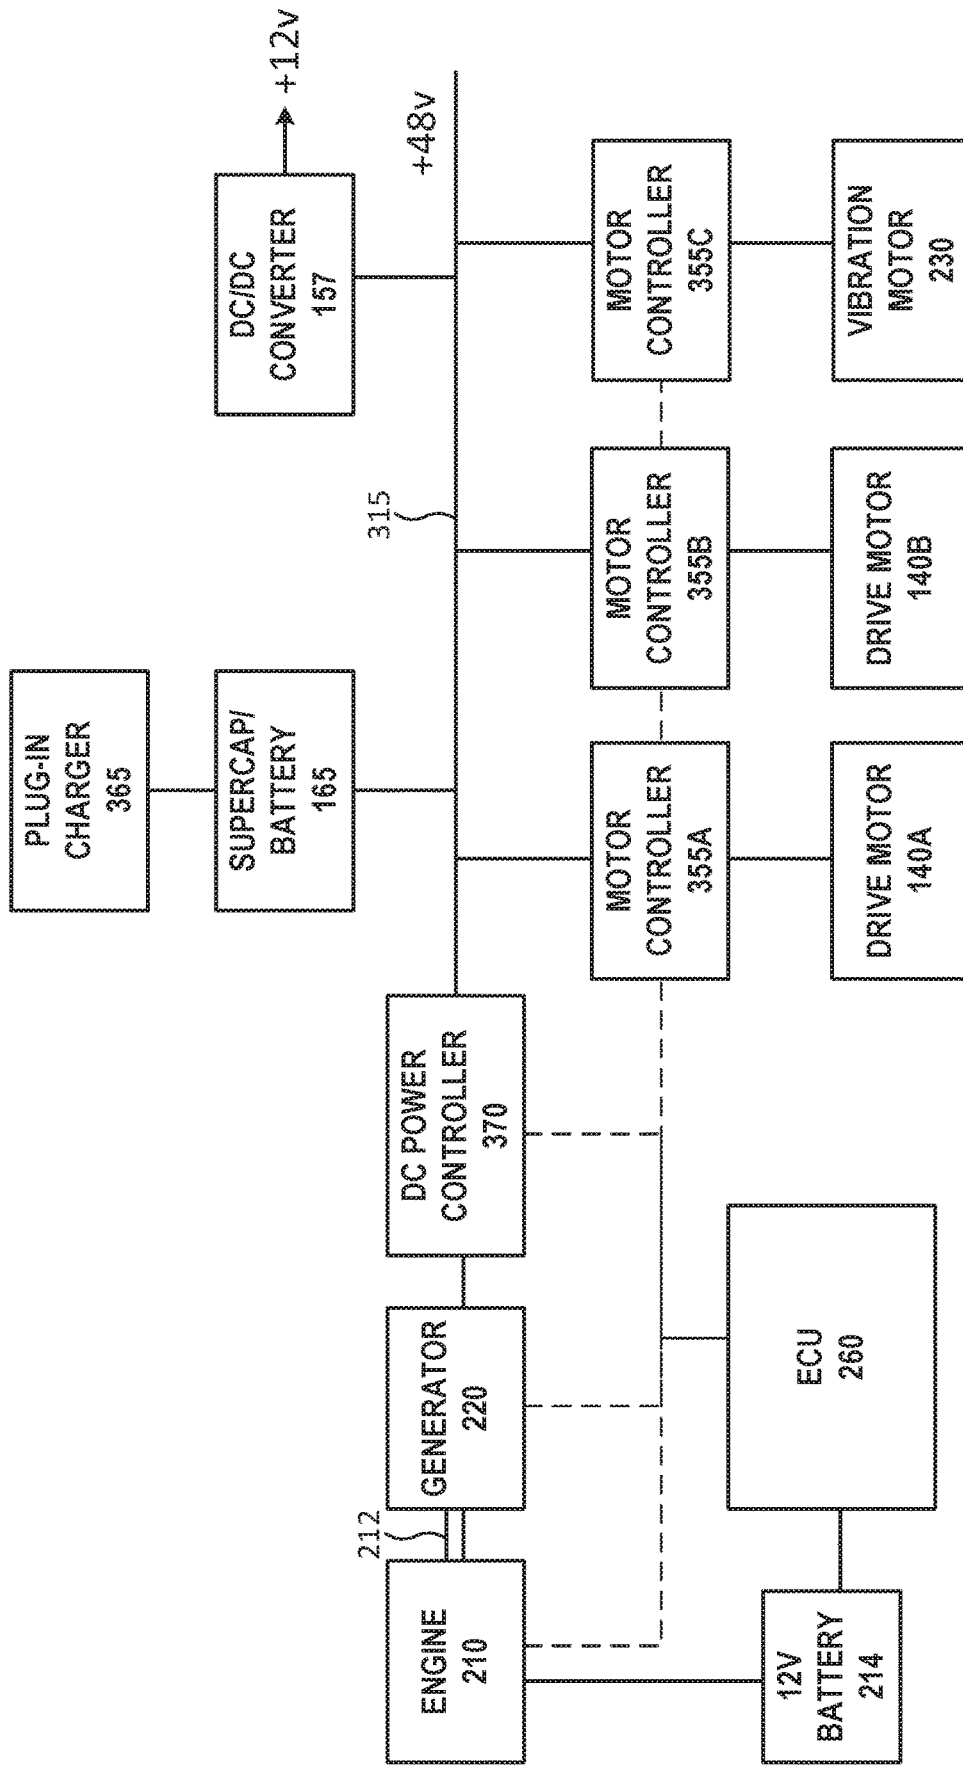 PLUG-IN
CHARGER
365
SUPERCAP/
BATTERY
165
DC/DC
CONVERTER
157
+12v
ENGINE
210
212
GENERATOR
220
DC POWER
CONTROLLER
370
315
+48v
MOTOR
CONTROLLER
355A
MOTOR
CONTROLLER
355B
MOTOR
CONTROLLER
355C
12V
BATTERY
214
ECU
260
DRIVE MOTOR
140A
DRIVE MOTOR
140B
VIBRATION
MOTOR
230